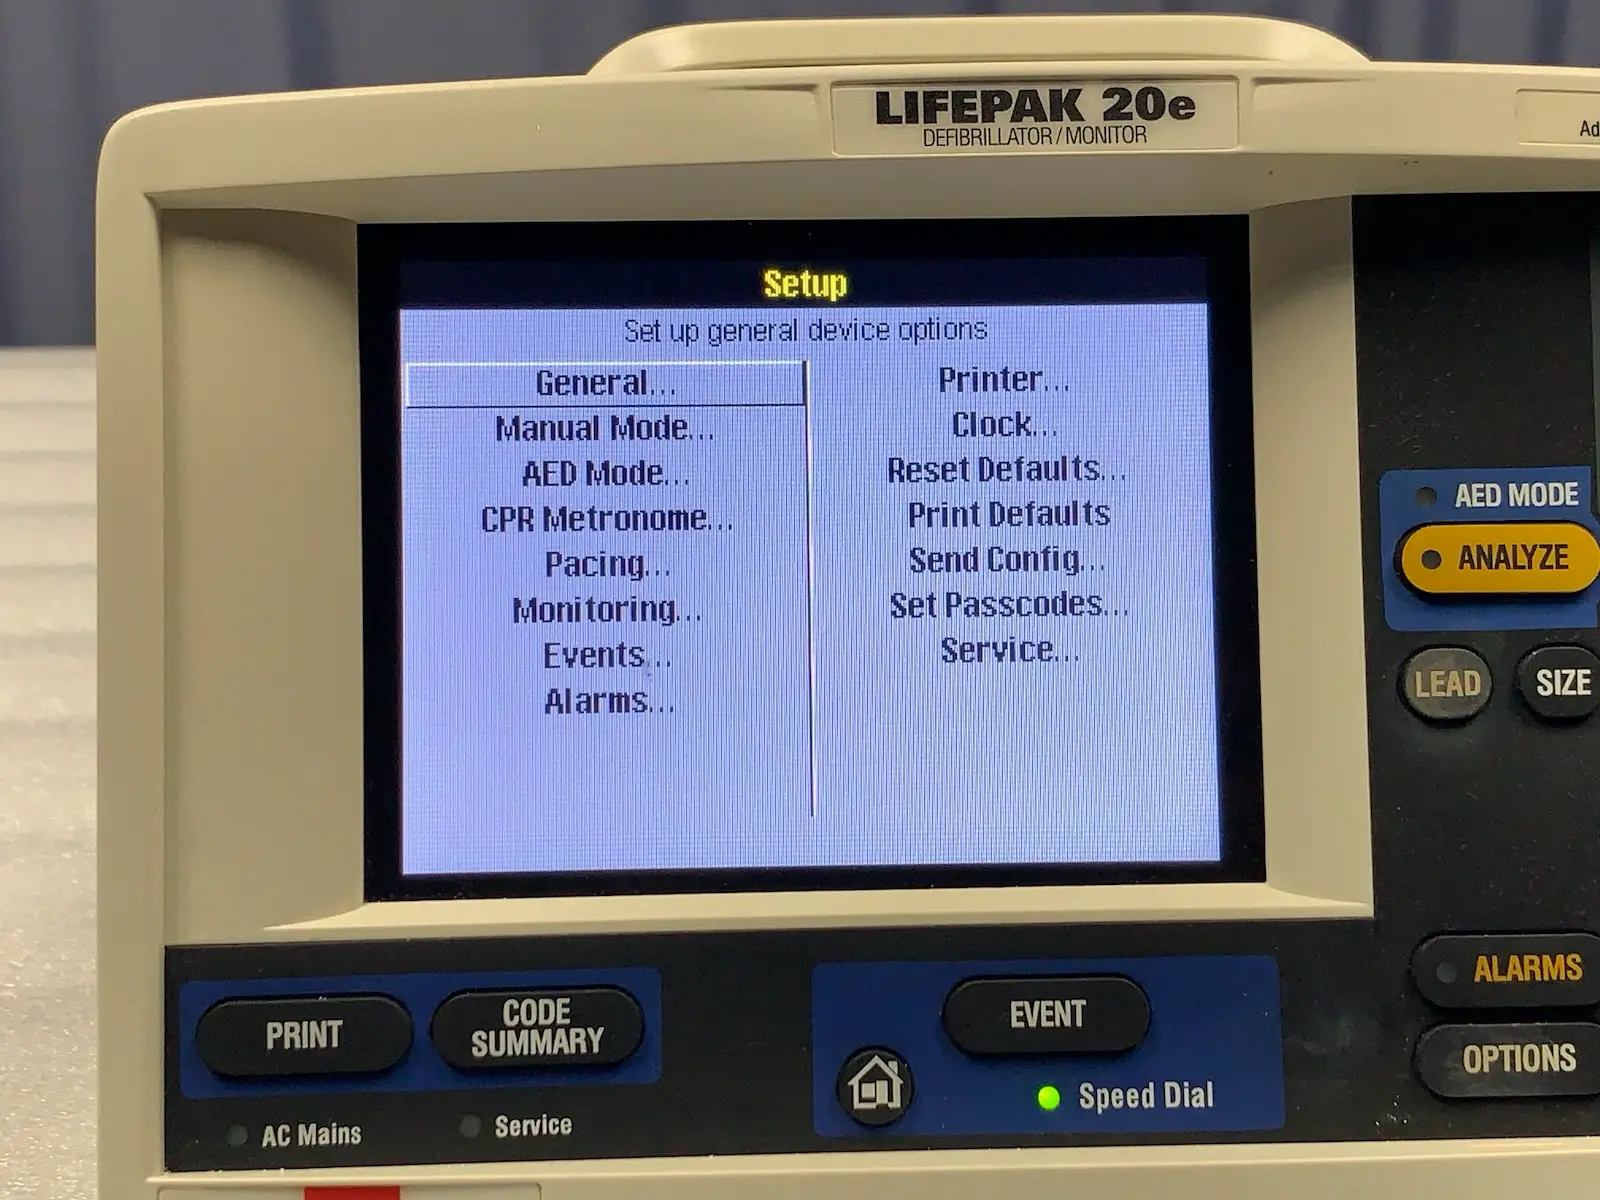 LIFEPAK 20e
DEFIBRILLATOR/MONITOR
Ad
Setup
Set up general device options
General...
Manual Mode...
AED Mode...
CPR Metronome...
Pacing...
Monitoring...
Events...
Alarms...
Printer...
Clock...
Reset Defaults...
Print Defaults
Send Config...
Set Passcodes...
Service...
AED MODE
ANALYZE
LEAD
SIZE
ALARMS
OPTIONS
PRINT
CODE
SUMMARY
EVENT
Speed Dial
AC Mains
Service